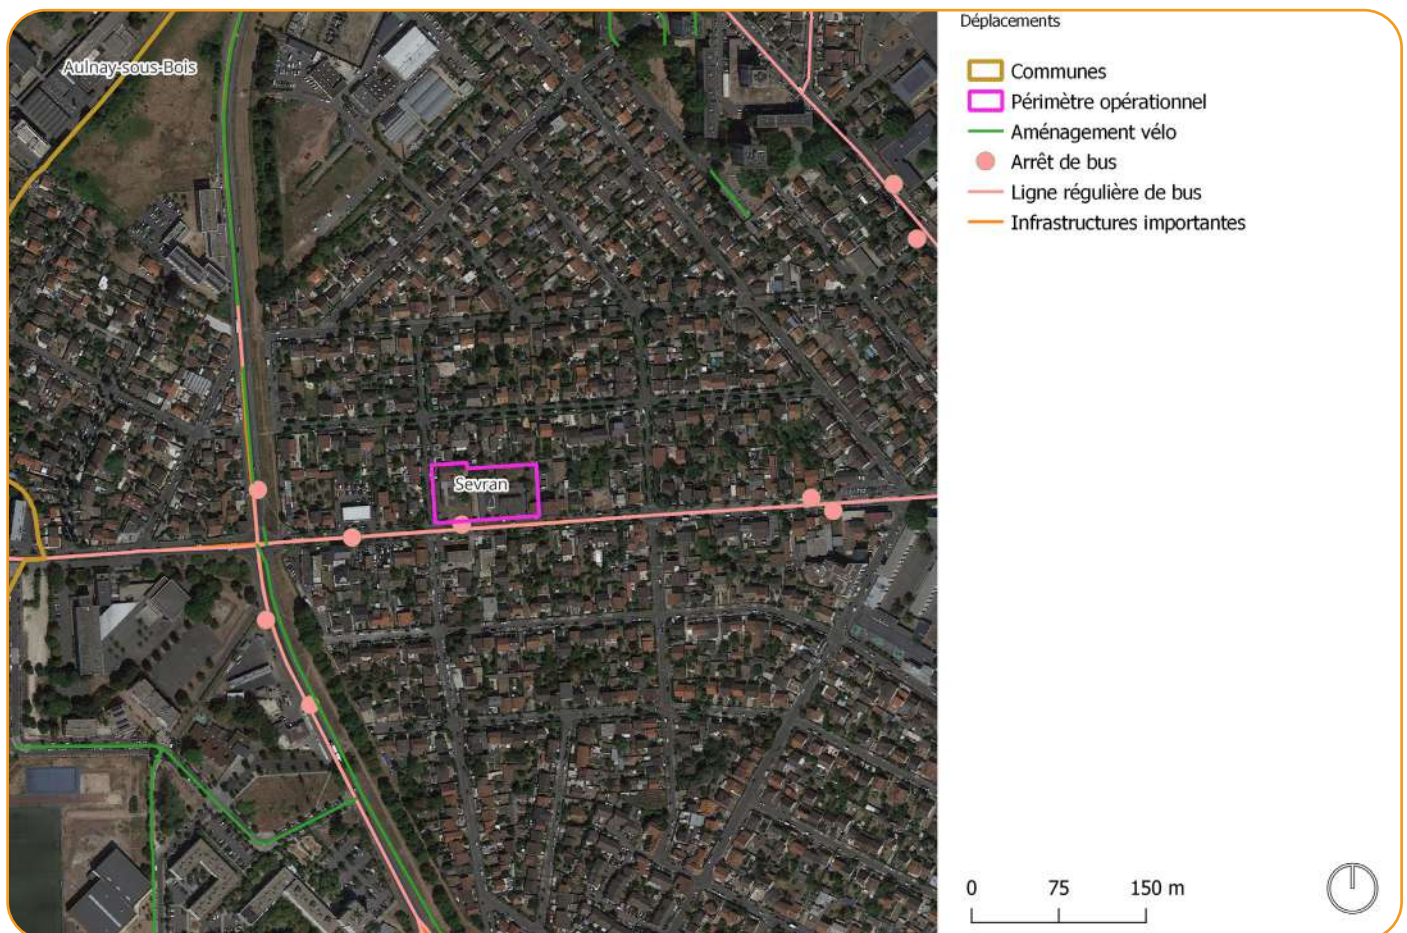 Déplacements
Aulnay-sous-Bois
Communes
Périmètre opérationnel
Aménagement vélo
Arrêt de bus
Ligne régulière de bus
Infrastructures importantes
Sevran
0 75 150 m